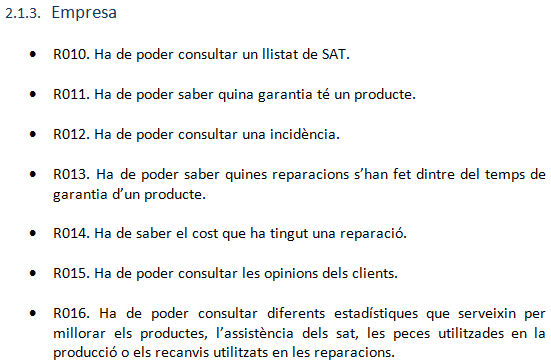 2.1.3. Empresa
• R010. Ha de poder consultar un llistat de SAT.
• R011. Ha de poder saber quina garantia té un producte.
• R012. Ha de poder consultar una incidència.
• R013. Ha de poder saber quines reparacions s’han fet dintre del temps de
garantia d’un producte.
• R014. Ha de saber el cost que ha tingut una reparació.
• R015. Ha de poder consultar les opinions dels clients.
• R016. Ha de poder consultar diferents estadístiques que serveixin per
millorar els productes, l’assistència dels sat, les peces utilitzades en la
producció o els recanvis utilitzats en les reparacions.